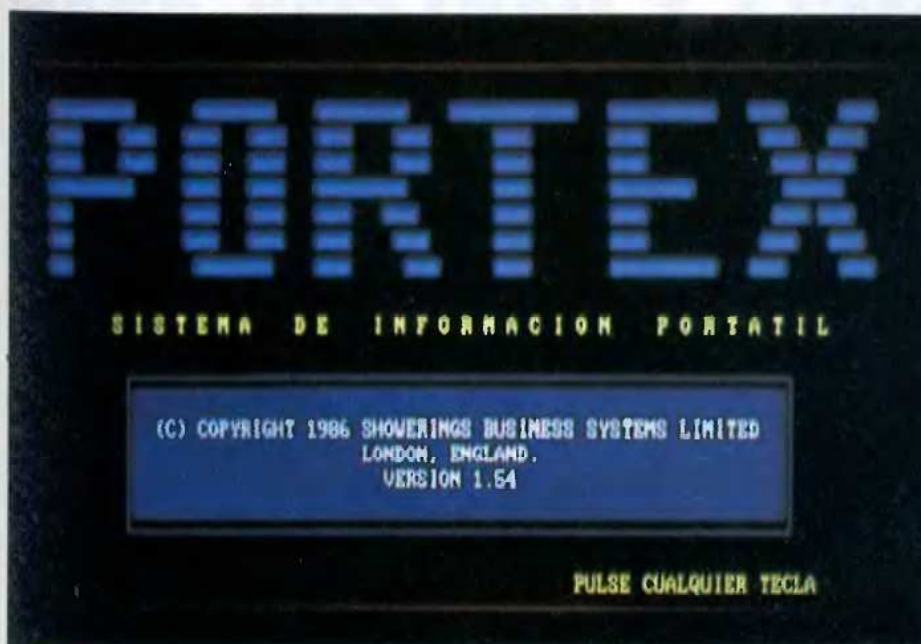 PORTEX
SISTEMA DE INFORMACION PORTATIL
(C) COPYRIGHT 1986 SHOWERINGS BUSINESS SYSTEMS LIMITED
LONDON, ENGLAND.
VERSION 1.54
PULSE CUALQUIER TECLA